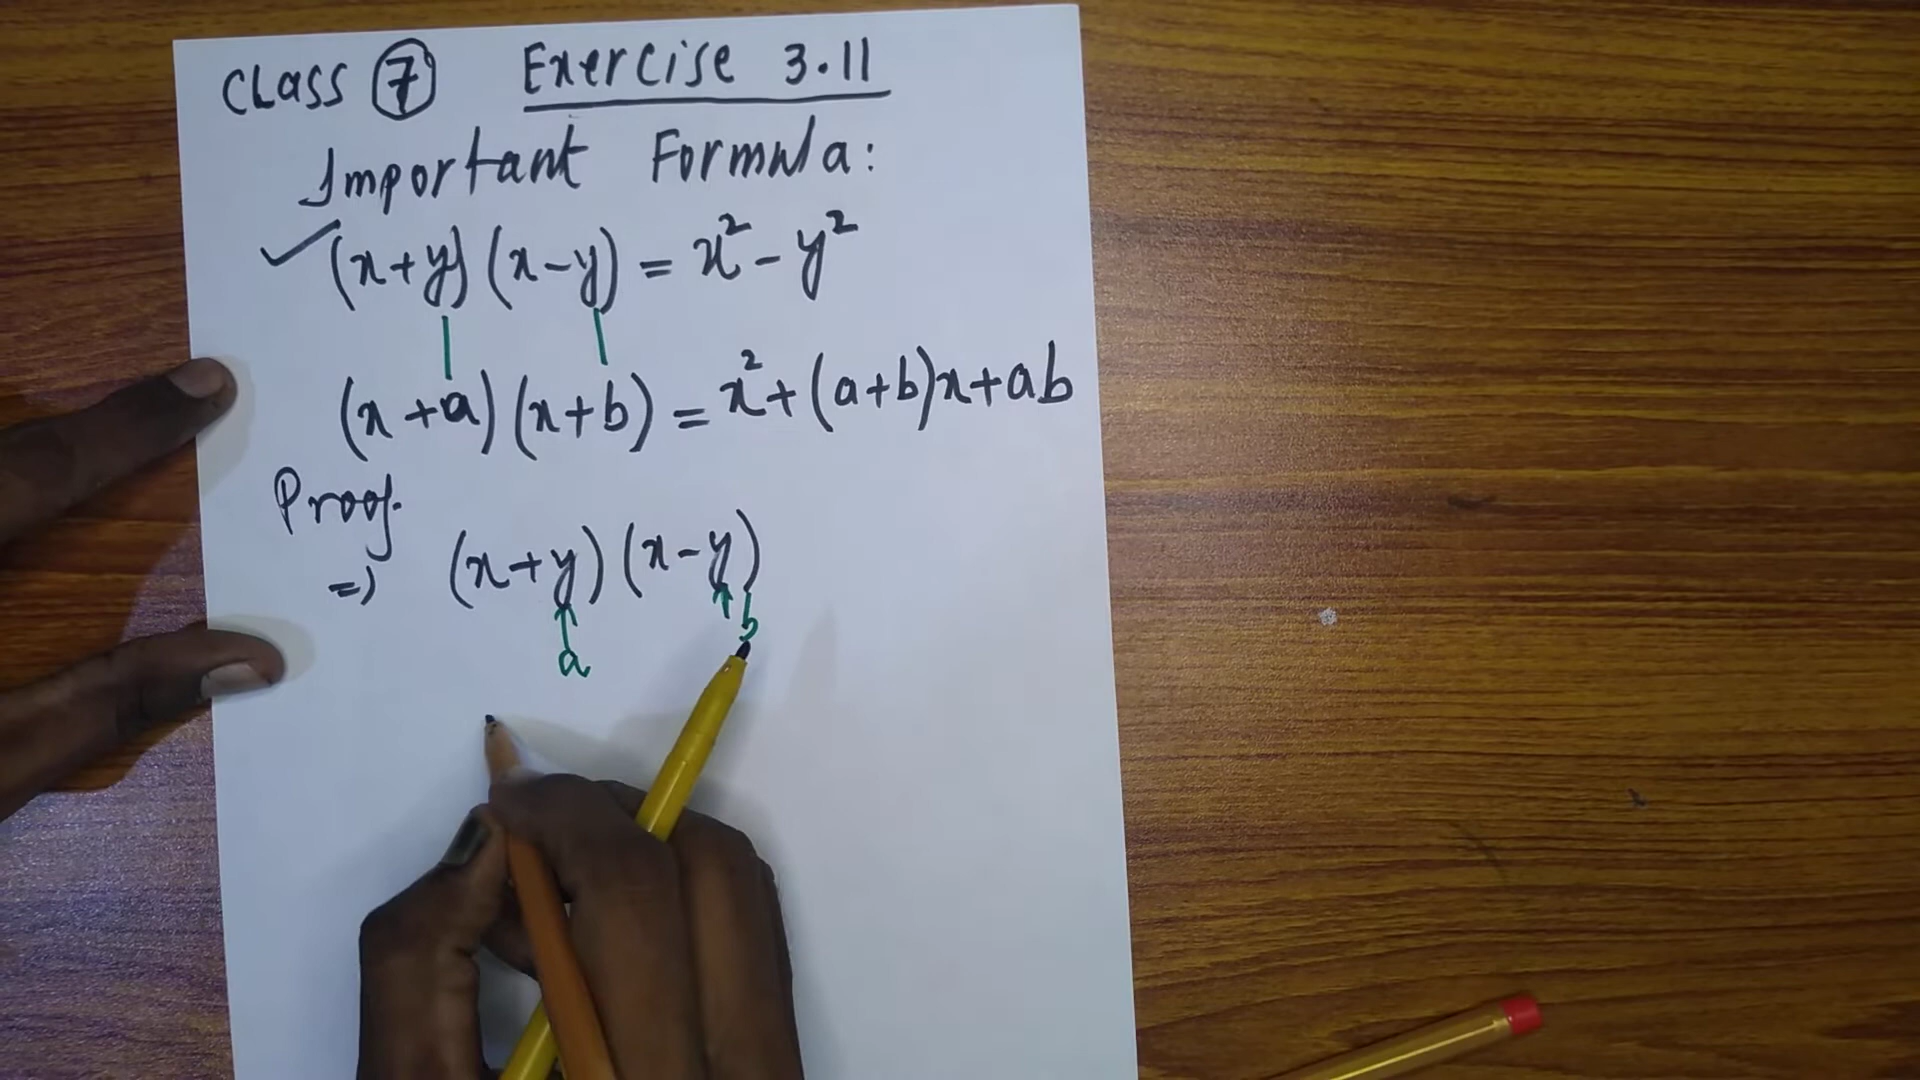 CLASS 7 Exercise 3.11
Important Formula:
(x+y)(x-y) = x² - y²
(x+a)(x+b) = x² + (a+b)x + ab
Proof.
=) (x+y)(x-y)
a b